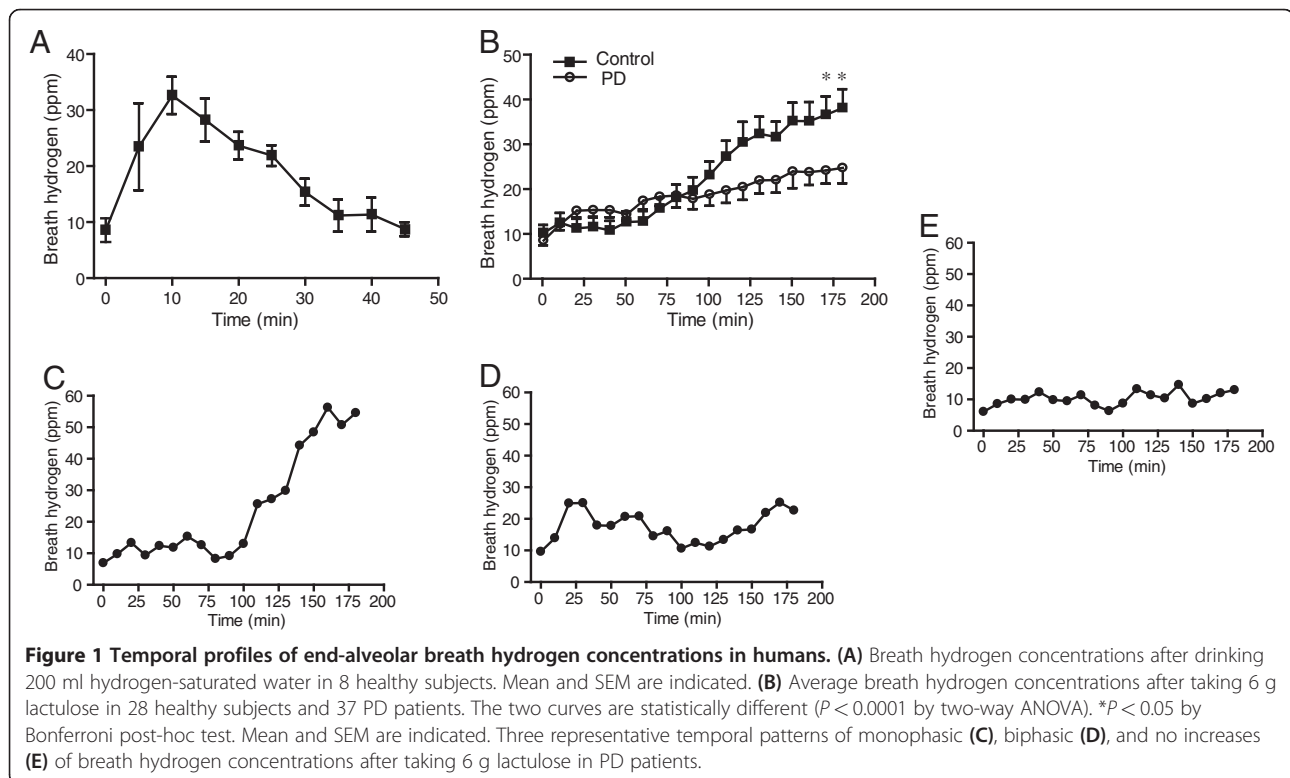 A
Breath hydrogen (ppm)
40
30
20
10
0
0 10 20 30 40 50
Time (min)
B
Control
PD
* *
Breath hydrogen (ppm)
50
40
30
20
10
0
0 25 50 75 100 125 150 175 200
Time (min)
C
Breath hydrogen (ppm)
60
50
40
30
20
10
0
0 25 50 75 100 125 150 175 200
Time (min)
D
Breath hydrogen (ppm)
60
50
40
30
20
10
0
0 25 50 75 100 125 150 175 200
Time (min)
E
Breath hydrogen (ppm)
60
50
40
30
20
10
0
0 25 50 75 100 125 150 175 200
Time (min)
Figure 1 Temporal profiles of end-alveolar breath hydrogen concentrations in humans. (A) Breath hydrogen concentrations after drinking
200 ml hydrogen-saturated water in 8 healthy subjects. Mean and SEM are indicated. (B) Average breath hydrogen concentrations after taking 6 g
lactulose in 28 healthy subjects and 37 PD patients. The two curves are statistically different (P < 0.0001 by two-way ANOVA). *P < 0.05 by
Bonferroni post-hoc test. Mean and SEM are indicated. Three representative temporal patterns of monophasic (C), biphasic (D), and no increases
(E) of breath hydrogen concentrations after taking 6 g lactulose in PD patients.